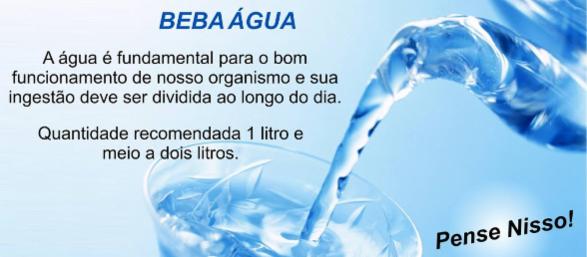 BEBA ÁGUA
A água é fundamental para o bom
funcionamento de nosso organismo e sua
ingestão deve ser dividida ao longo do dia.
Quantidade recomendada 1 litro e
meio a dois litros.
Pense Nisso!